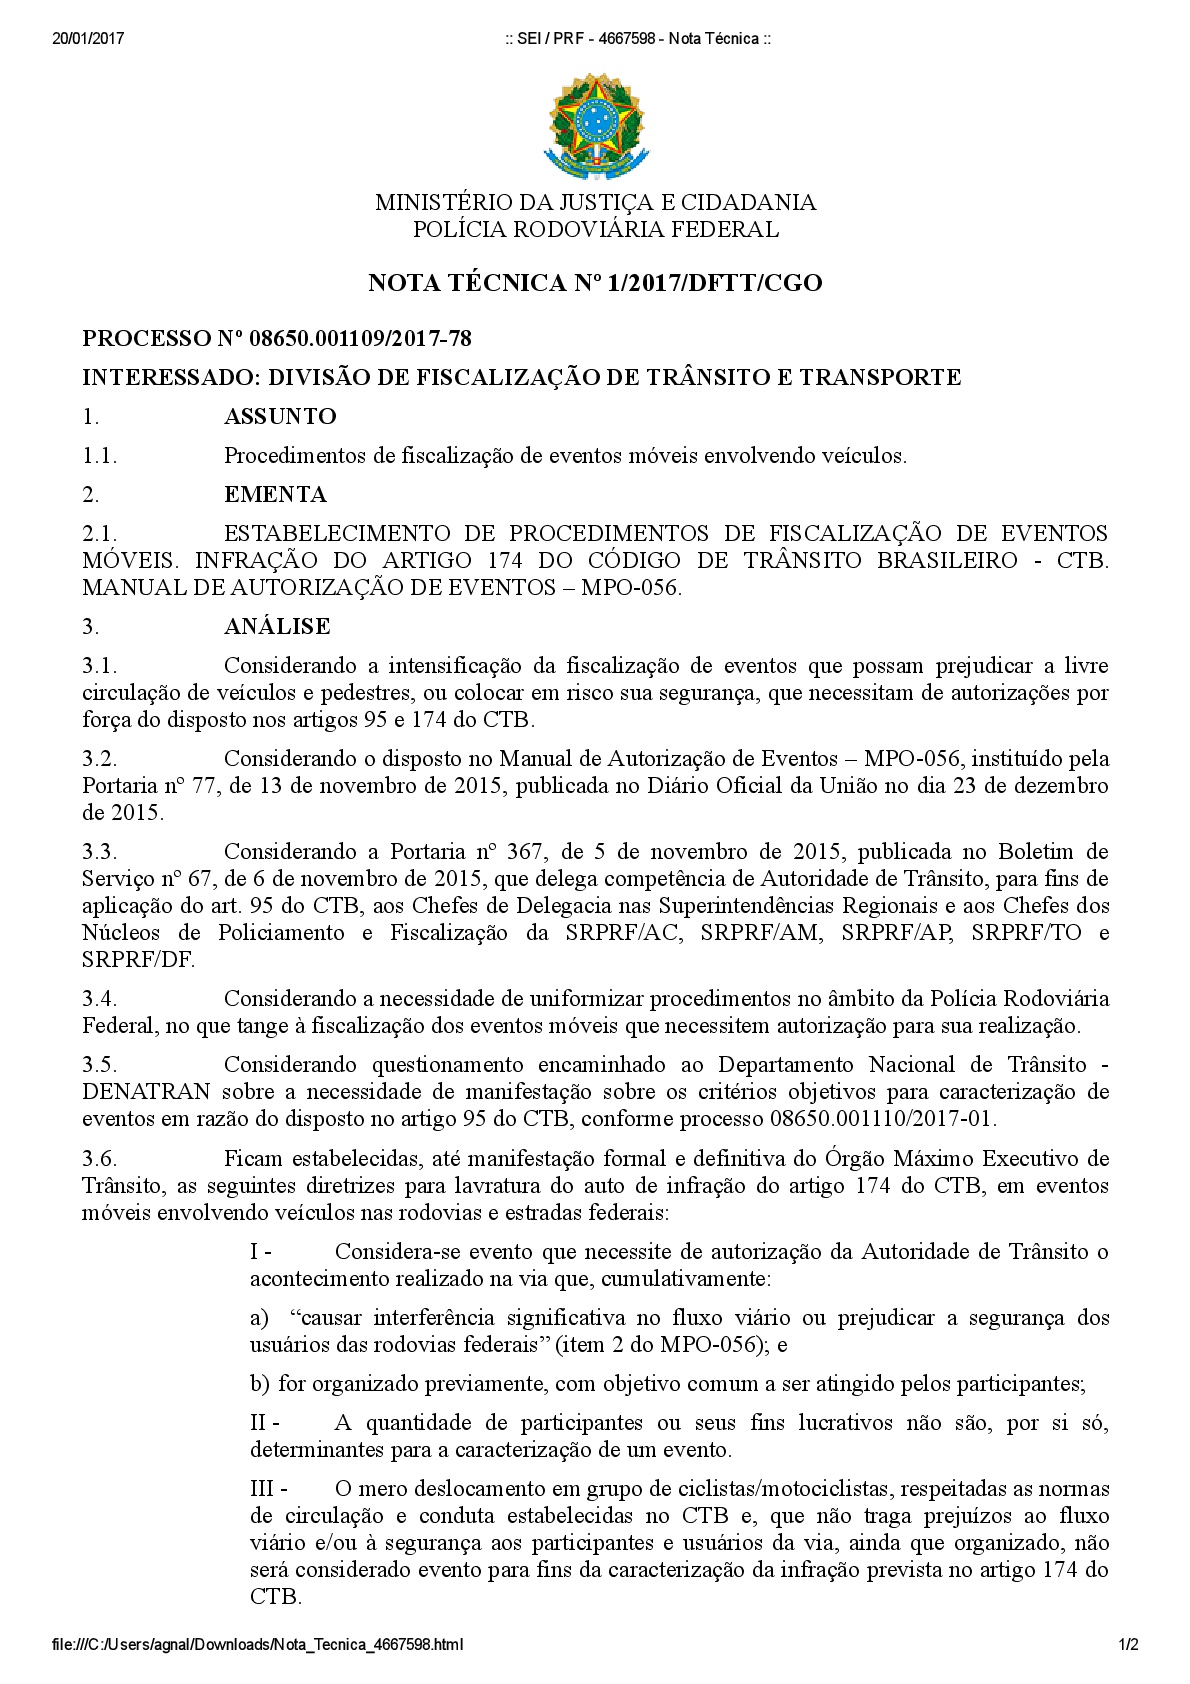 20/01/2017
:: SEI / PRF - 4667598 - Nota Técnica ::
MINISTÉRIO DA JUSTIÇA E CIDADANIA
POLÍCIA RODOVIÁRIA FEDERAL
NOTA TÉCNICA Nº 1/2017/DFTT/CGO
PROCESSO Nº 08650.001109/2017-78
INTERESSADO: DIVISÃO DE FISCALIZAÇÃO DE TRÂNSITO E TRANSPORTE
1. ASSUNTO
1.1. Procedimentos de fiscalização de eventos móveis envolvendo veículos.
2. EMENTA
2.1. ESTABELECIMENTO DE PROCEDIMENTOS DE FISCALIZAÇÃO DE EVENTOS
MÓVEIS. INFRAÇÃO DO ARTIGO 174 DO CÓDIGO DE TRÂNSITO BRASILEIRO - CTB.
MANUAL DE AUTORIZAÇÃO DE EVENTOS – MPO-056.
3. ANÁLISE
3.1. Considerando a intensificação da fiscalização de eventos que possam prejudicar a livre
circulação de veículos e pedestres, ou colocar em risco sua segurança, que necessitam de autorizações por
força do disposto nos artigos 95 e 174 do CTB.
3.2. Considerando o disposto no Manual de Autorização de Eventos – MPO-056, instituído pela
Portaria n° 77, de 13 de novembro de 2015, publicada no Diário Oficial da União no dia 23 de dezembro
de 2015.
3.3. Considerando a Portaria n° 367, de 5 de novembro de 2015, publicada no Boletim de
Serviço n° 67, de 6 de novembro de 2015, que delega competência de Autoridade de Trânsito, para fins de
aplicação do art. 95 do CTB, aos Chefes de Delegacia nas Superintendências Regionais e aos Chefes dos
Núcleos de Policiamento e Fiscalização da SRPRF/AC, SRPRF/AM, SRPRF/AP, SRPRF/TO e
SRPRF/DF.
3.4. Considerando a necessidade de uniformizar procedimentos no âmbito da Polícia Rodoviária
Federal, no que tange à fiscalização dos eventos móveis que necessitem autorização para sua realização.
3.5. Considerando questionamento encaminhado ao Departamento Nacional de Trânsito -
DENATRAN sobre a necessidade de manifestação sobre os critérios objetivos para caracterização de
eventos em razão do disposto no artigo 95 do CTB, conforme processo 08650.001110/2017-01.
3.6. Ficam estabelecidas, até manifestação formal e definitiva do Órgão Máximo Executivo de
Trânsito, as seguintes diretrizes para lavratura do auto de infração do artigo 174 do CTB, em eventos
móveis envolvendo veículos nas rodovias e estradas federais:
I - Considera-se evento que necessite de autorização da Autoridade de Trânsito o
acontecimento realizado na via que, cumulativamente:
a) “causar interferência significativa no fluxo viário ou prejudicar a segurança dos
usuários das rodovias federais” (item 2 do MPO-056); e
b) for organizado previamente, com objetivo comum a ser atingido pelos participantes;
II - A quantidade de participantes ou seus fins lucrativos não são, por si só,
determinantes para a caracterização de um evento.
III - O mero deslocamento em grupo de ciclistas/motociclistas, respeitadas as normas
de circulação e conduta estabelecidas no CTB e, que não traga prejuízos ao fluxo
viário e/ou à segurança aos participantes e usuários da via, ainda que organizado, não
será considerado evento para fins da caracterização da infração prevista no artigo 174 do
CTB.
file:///C:/Users/agnal/Downloads/Nota_Tecnica_4667598.html
1/2